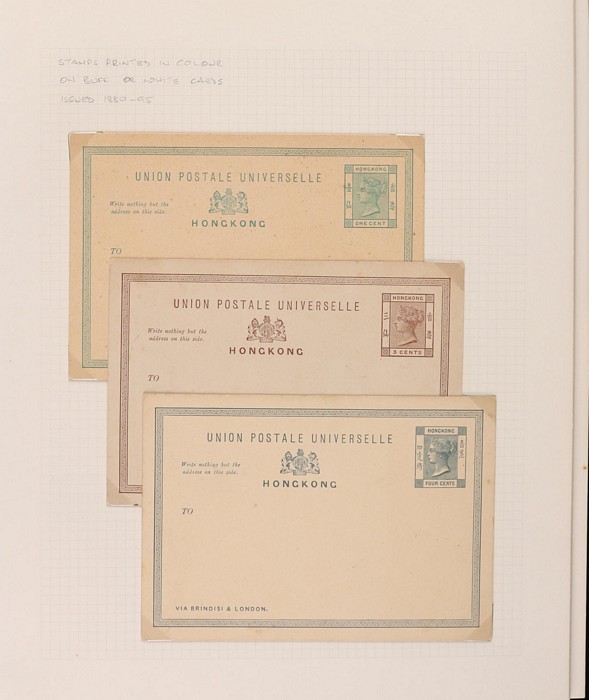 STAMPS PRINTED IN COLOUR
ON BUFF OR WHITE CARDS
ISSUED 1880-95
UNION POSTALE UNIVERSELLE
HONGKONG
ONE CENT
Write nothing but the
address on this side.
HONGKONG
TO
UNION POSTALE UNIVERSELLE
HONGKONG
3 CENTS
Write nothing but the
address on this side.
HONGKONG
TO
UNION POSTALE UNIVERSELLE
HONGKONG
FOUR CENTS
Write nothing but the
address on this side.
HONGKONG
TO
VIA BRINDISI & LONDON.